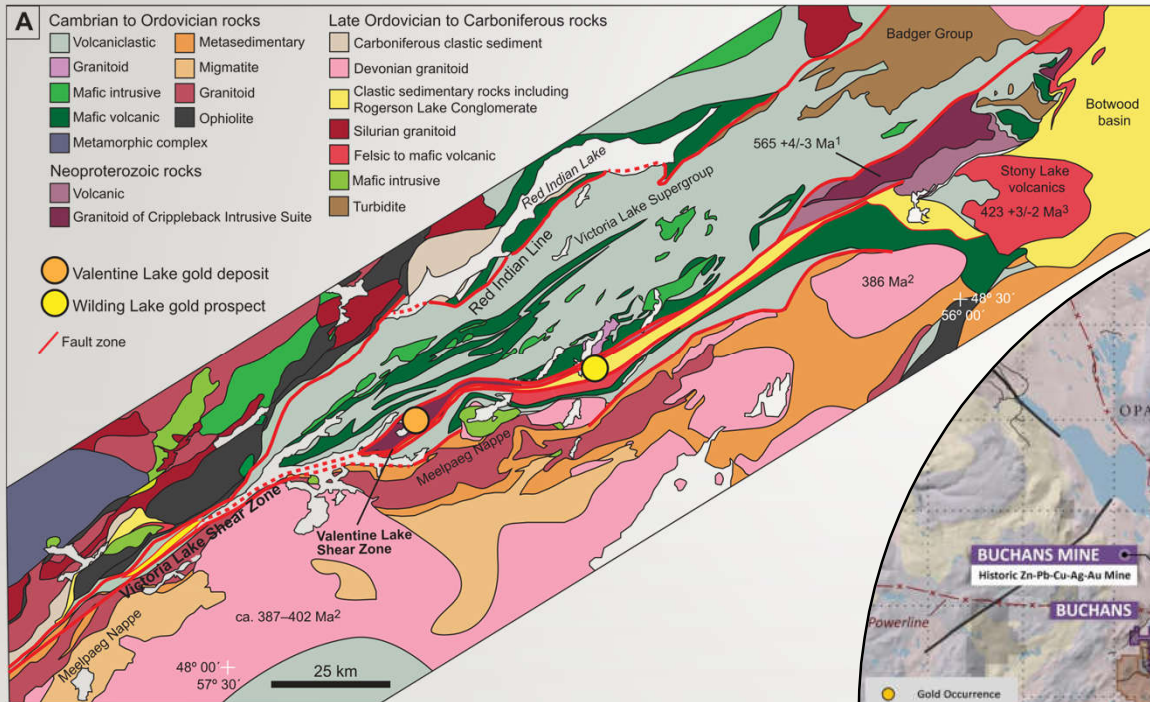 A
Cambrian to Ordovician rocks
Volcaniclastic
Granitoid
Mafic intrusive
Mafic volcanic
Metamorphic complex
Metasedimentary
Migmatite
Granitoid
Ophiolite
Neoproterozoic rocks
Volcanic
Granitoid of Crippleback Intrusive Suite
Late Ordovician to Carboniferous rocks
Carboniferous clastic sediment
Devonian granitoid
Clastic sedimentary rocks including
Rogerson Lake Conglomerate
Silurian granitoid
Felsic to mafic volcanic
Mafic intrusive
Turbidite
Valentine Lake gold deposit
Wilding Lake gold prospect
Fault zone
Badger Group
Botwood
basin
565 +4/-3 Ma¹
Stony Lake
volcanics
423 +3/-2 Ma³
Red Indian Lake
Victoria Lake Supergroup
Red Indian Line
386 Ma²
48° 30´
56° 00´
Meelpaeg Nappe
Victoria Lake Shear Zone
Valentine Lake
Shear Zone
ca. 387–402 Ma²
Meelpaeg Nappe
48° 00´
57° 30´
25 km
OPA
BUCHANS MINE
Historic Zn-Pb-Cu-Ag-Au Mine
BUCHANS
Powerline
Gold Occurrence